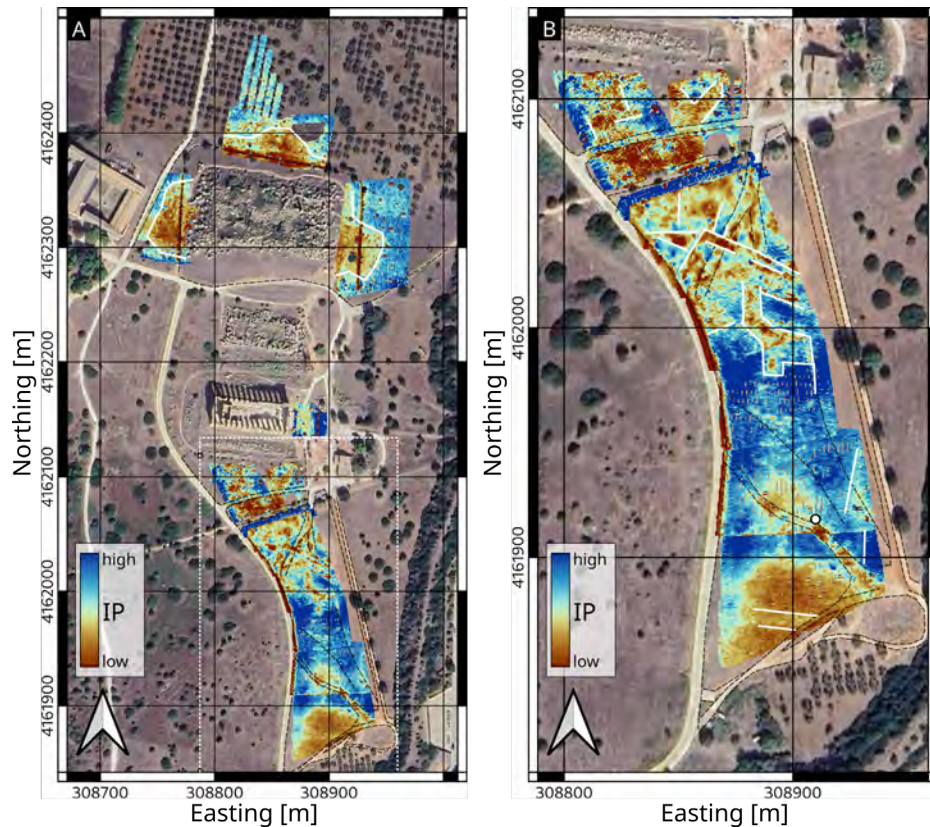 A
4162400
4162300
4162200
4162100
4162000
4161900
Northing [m]
high
IP
low
308700
308800
308900
Easting [m]
B
4162100
4162000
4161900
Northing [m]
high
IP
low
308800
308900
Easting [m]